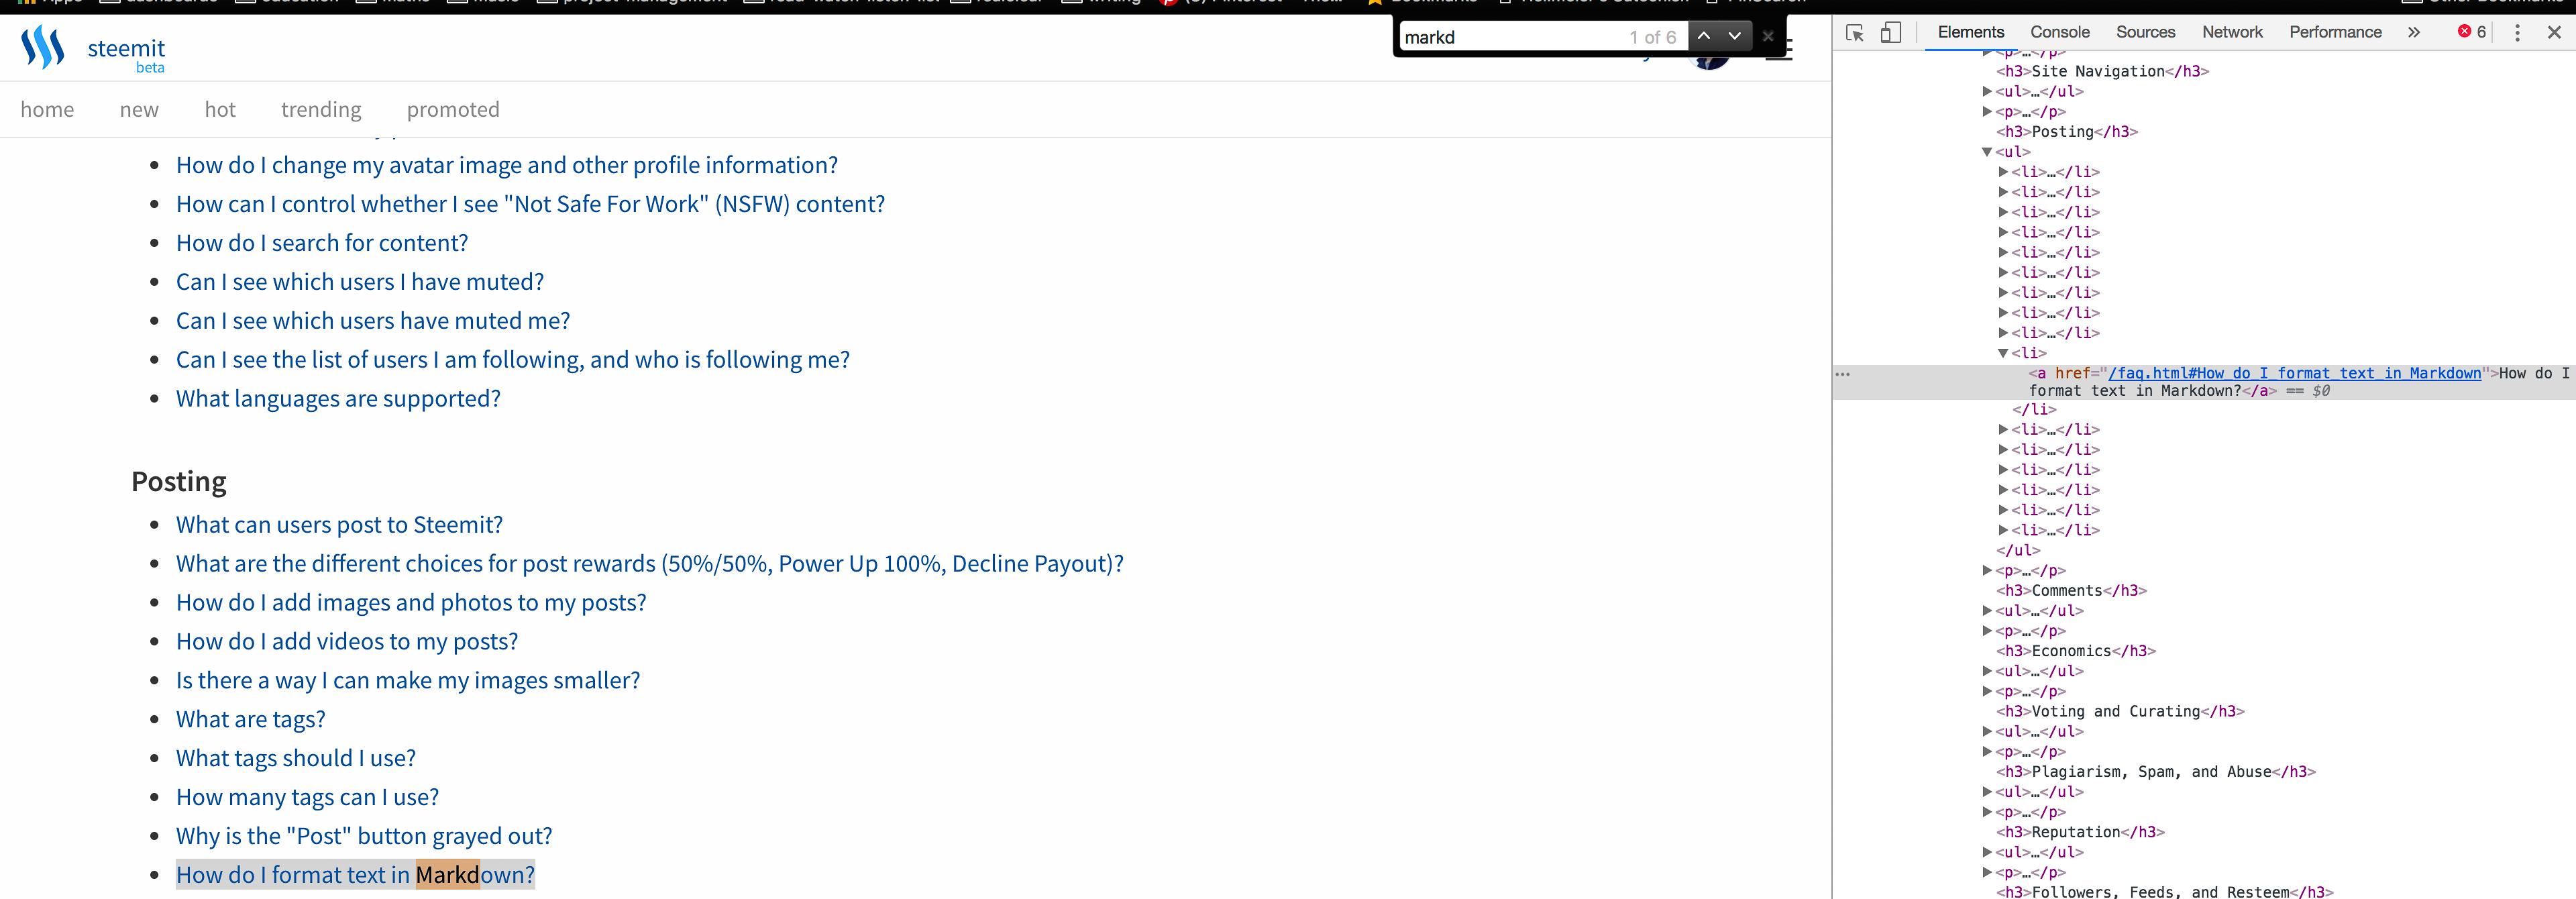 markd 1 of 6
steemit
beta
home new hot trending promoted
How do I change my avatar image and other profile information?
How can I control whether I see "Not Safe For Work" (NSFW) content?
How do I search for content?
Can I see which users I have muted?
Can I see which users have muted me?
Can I see the list of users I am following, and who is following me?
What languages are supported?
Posting
What can users post to Steemit?
What are the different choices for post rewards (50%/50%, Power Up 100%, Decline Payout)?
How do I add images and photos to my posts?
How do I add videos to my posts?
Is there a way I can make my images smaller?
What are tags?
What tags should I use?
How many tags can I use?
Why is the "Post" button grayed out?
How do I format text in Markdown?
Elements Console Sources Network Performance » 6
<p>…</p>
<h3>Site Navigation</h3>
<ul>…</ul>
<p>…</p>
<h3>Posting</h3>
<ul>
<li>…</li>
<li>…</li>
<li>…</li>
<li>…</li>
<li>…</li>
<li>…</li>
<li>…</li>
<li>…</li>
<li>…</li>
<li>
<a href="/faq.html#How_do_I_format_text_in_Markdown">How do I
format text in Markdown?</a> == $0
</li>
<li>…</li>
<li>…</li>
<li>…</li>
<li>…</li>
<li>…</li>
<li>…</li>
</ul>
<p>…</p>
<h3>Comments</h3>
<ul>…</ul>
<p>…</p>
<h3>Economics</h3>
<ul>…</ul>
<p>…</p>
<h3>Voting and Curating</h3>
<ul>…</ul>
<p>…</p>
<h3>Plagiarism, Spam, and Abuse</h3>
<ul>…</ul>
<p>…</p>
<h3>Reputation</h3>
<ul>…</ul>
<p>…</p>
<h3>Followers, Feeds, and Resteem</h3>